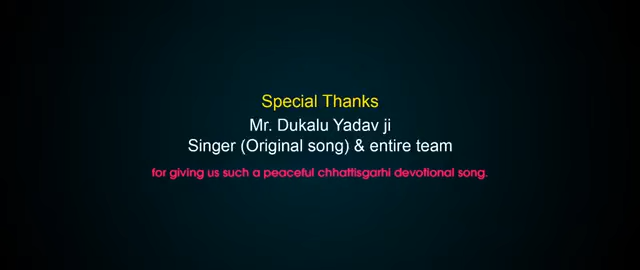 Special Thanks
Mr. Dukalu Yadav ji
Singer (Original song) & entire team
for giving us such a peaceful chhattisgarhi devotional song.